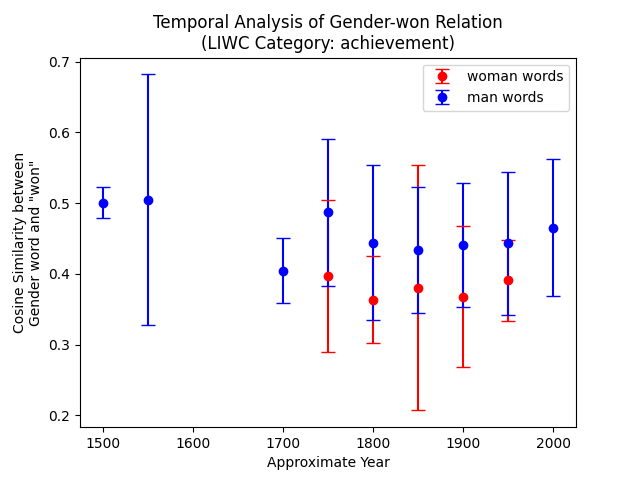 Temporal Analysis of Gender-won Relation
(LIWC Category: achievement)
woman words
man words
0.7
0.6
0.5
0.4
0.3
0.2
Cosine Similarity between
Gender word and "won"
1500
1600
1700
1800
1900
2000
Approximate Year